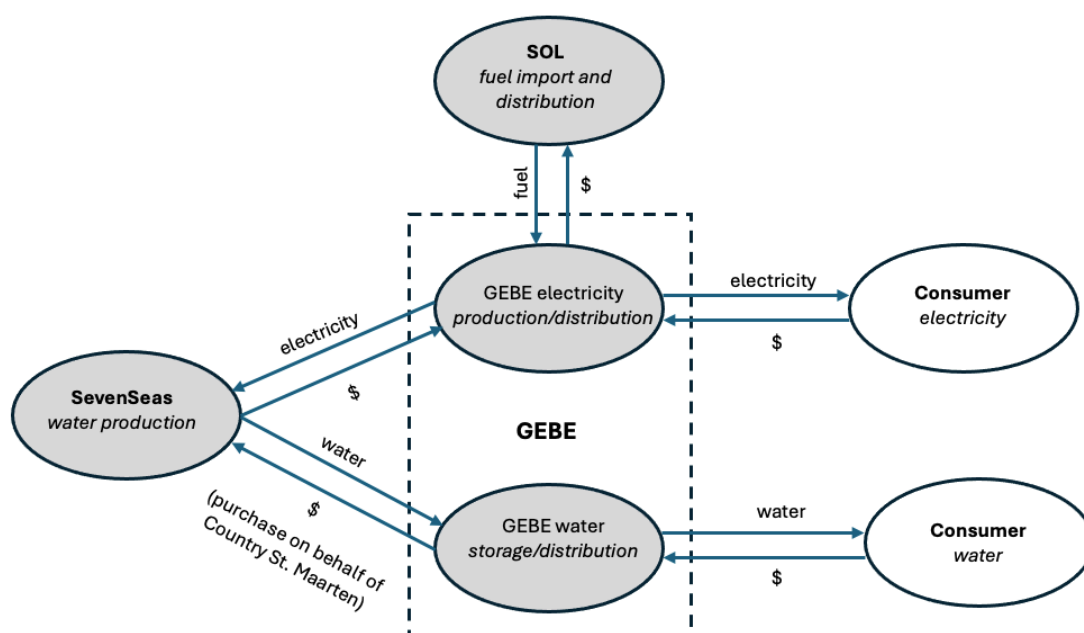 SOL
fuel import and
distribution
fuel
$
GEBE electricity
production/distribution
electricity
$
Consumer
electricity
electricity
$
SevenSeas
water production
GEBE
water
$
(purchase on behalf of
Country St. Maarten)
GEBE water
storage/distribution
water
$
Consumer
water